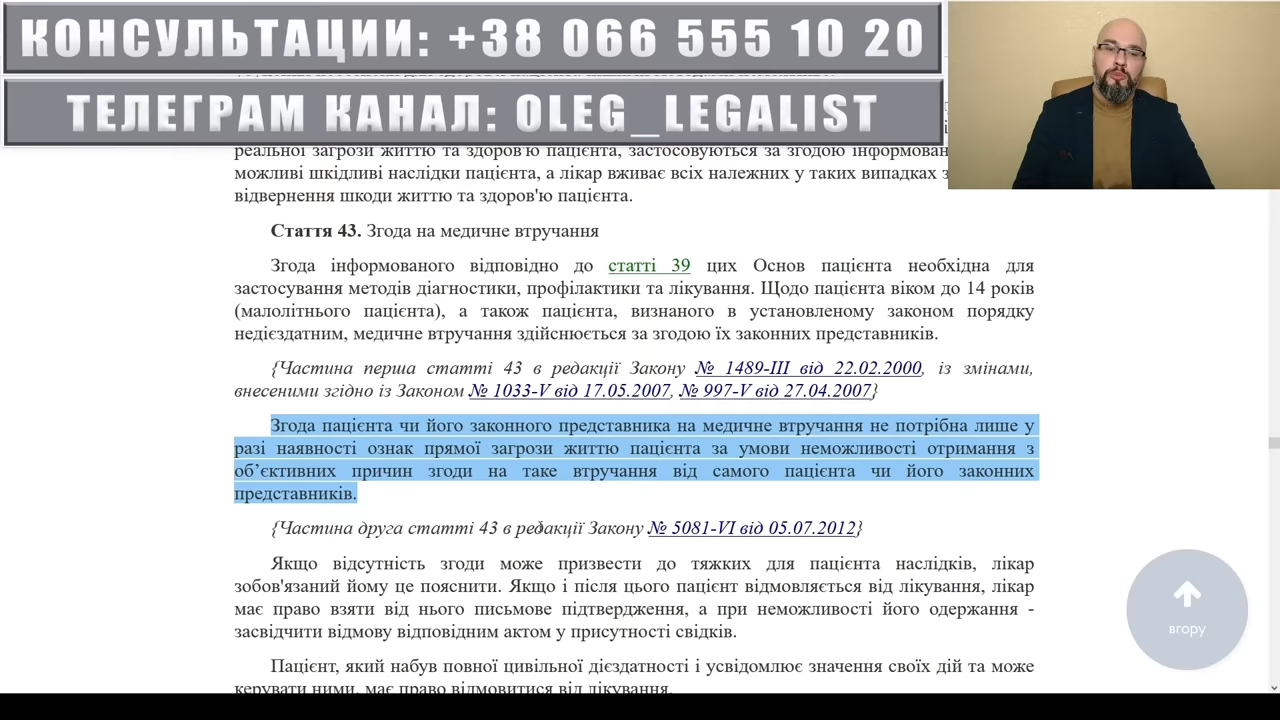 КОНСУЛЬТАЦИИ: +38 066 555 10 20
ТЕЛЕГРАМ КАНАЛ: OLEG_LEGALIST
реальної загрози життю та здоров'ю пацієнта, застосовуються за згодою
можливі шкідливі наслідки пацієнта, а лікар вживає всіх належних у таких випадках
відвернення шкоди життю та здоров'ю пацієнта.
Стаття 43. Згода на медичне втручання
Згода інформованого відповідно до статті 39 цих Основ пацієнта необхідна для
застосування методів діагностики, профілактики та лікування. Щодо пацієнта віком до 14 років
(малолітнього пацієнта), а також пацієнта, визнаного в установленому законом порядку
недієздатним, медичне втручання здійснюється за згодою їх законних представників.
{Частина перша статті 43 в редакції Закону № 1489-III від 22.02.2000, із змінами,
внесеними згідно із Законом № 1033-V від 17.05.2007, № 997-V від 27.04.2007}
Згода пацієнта чи його законного представника на медичне втручання не потрібна лише у
разі наявності ознак прямої загрози життю пацієнта за умови неможливості отримання з
об’єктивних причин згоди на таке втручання від самого пацієнта чи його законних
представників.
{Частина друга статті 43 в редакції Закону № 5081-VI від 05.07.2012}
Якщо відсутність згоди може призвести до тяжких для пацієнта наслідків, лікар
зобов'язаний йому це пояснити. Якщо і після цього пацієнт відмовляється від лікування, лікар
має право взяти від нього письмове підтвердження, а при неможливості його одержання -
засвідчити відмову відповідним актом у присутності свідків.
Пацієнт, який набув повної цивільної дієздатності і усвідомлює значення своїх дій та може
керувати ними, має право відмовитися від лікування.
вгору